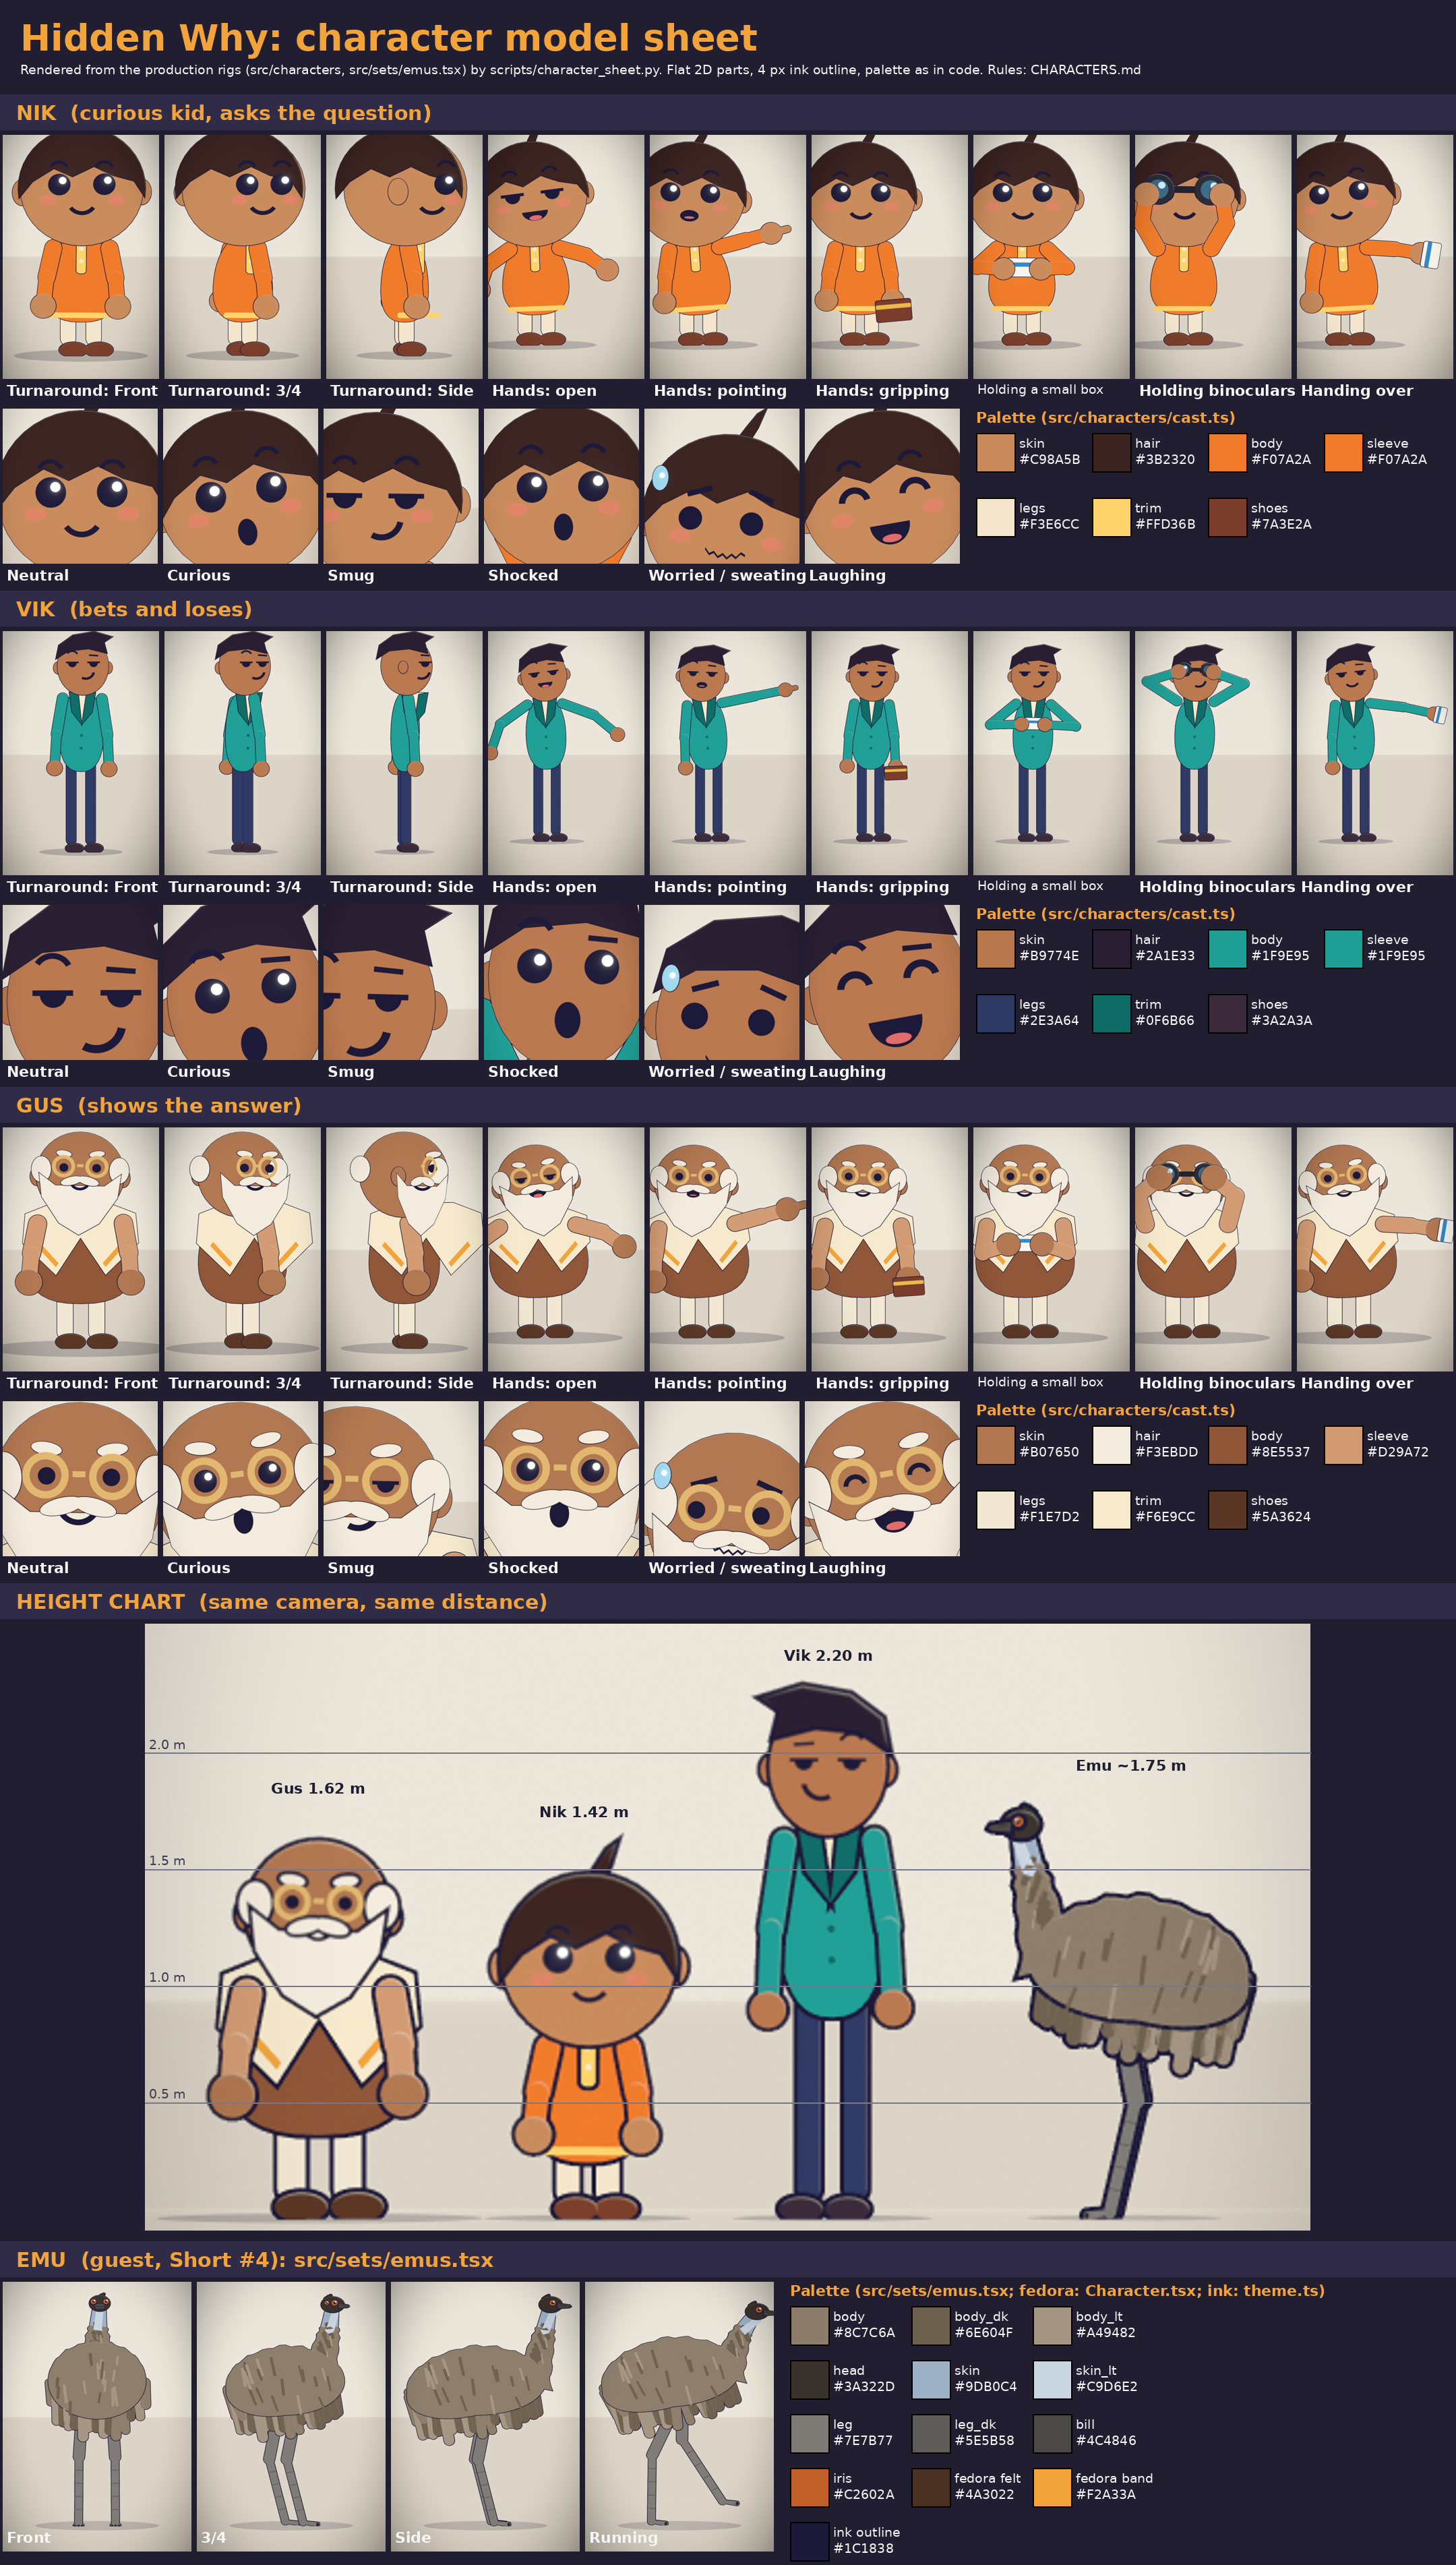 Hidden Why: character model sheet
Rendered from the production rigs (src/characters, src/sets/emus.tsx) by scripts/character_sheet.py. Flat 2D parts, 4 px ink outline, palette as in code. Rules: CHARACTERS.md
NIK (curious kid, asks the question)
Turnaround: Front Turnaround: 3/4 Turnaround: Side Hands: open Hands: pointing Hands: gripping Holding a small box Holding binoculars Handing over
Palette (src/characters/cast.ts)
skin hair body sleeve
#C98A5B #3B2320 #F07A2A #F07A2A
legs trim shoes
#F3E6CC #FFD36B #7A3E2A
Neutral Curious Smug Shocked Worried / sweating Laughing
VIK (bets and loses)
Turnaround: Front Turnaround: 3/4 Turnaround: Side Hands: open Hands: pointing Hands: gripping Holding a small box Holding binoculars Handing over
Palette (src/characters/cast.ts)
skin hair body sleeve
#B9774E #2A1E33 #1F9E95 #1F9E95
legs trim shoes
#2E3A64 #0F6B66 #3A2A3A
Neutral Curious Smug Shocked Worried / sweating Laughing
GUS (shows the answer)
Turnaround: Front Turnaround: 3/4 Turnaround: Side Hands: open Hands: pointing Hands: gripping Holding a small box Holding binoculars Handing over
Palette (src/characters/cast.ts)
skin hair body sleeve
#B07650 #F3EBDD #8E5537 #D29A72
legs trim shoes
#F1E7D2 #F6E9CC #5A3624
Neutral Curious Smug Shocked Worried / sweating Laughing
HEIGHT CHART (same camera, same distance)
Vik 2.20 m
2.0 m
Emu ~1.75 m
Gus 1.62 m
Nik 1.42 m
1.5 m
1.0 m
0.5 m
EMU (guest, Short #4): src/sets/emus.tsx
Palette (src/sets/emus.tsx; fedora: Character.tsx; ink: theme.ts)
body body_dk body_lt
#8C7C6A #6E604F #A49482
head skin skin_lt
#3A322D #9DB0C4 #C9D6E2
leg leg_dk bill
#7E7B77 #5E5B58 #4C4846
iris fedora felt fedora band
#C2602A #4A3022 #F2A33A
ink outline
#1C1838
Front 3/4 Side Running